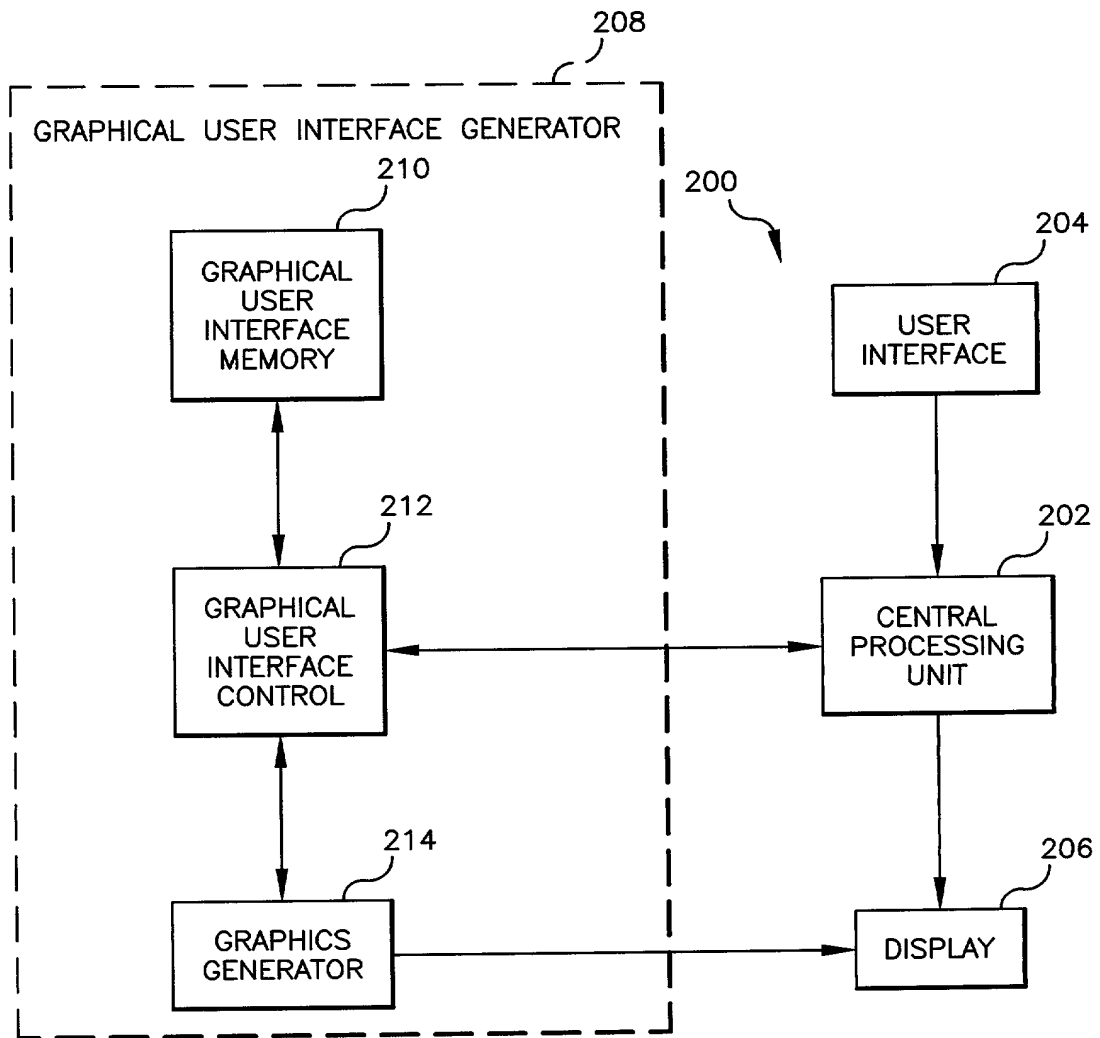 208
GRAPHICAL USER INTERFACE GENERATOR
210
GRAPHICAL
USER
INTERFACE
MEMORY
200
204
USER
INTERFACE
212
GRAPHICAL
USER
INTERFACE
CONTROL
202
CENTRAL
PROCESSING
UNIT
214
GRAPHICS
GENERATOR
206
DISPLAY